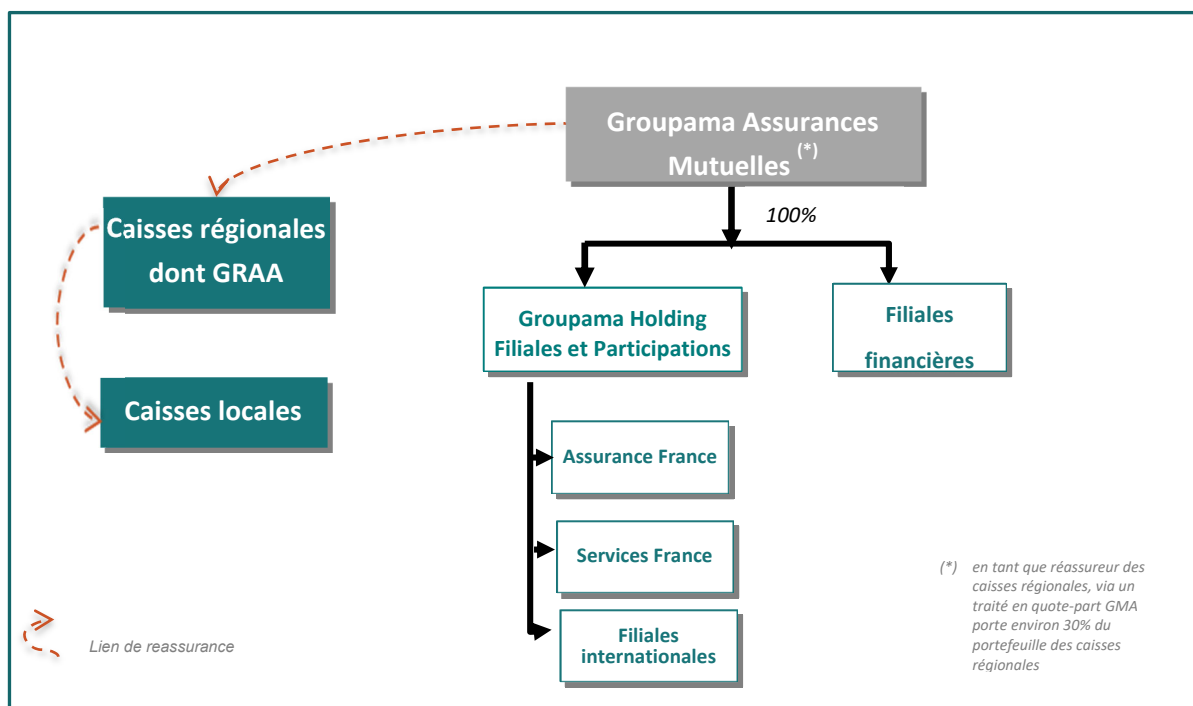 Groupama Assurances
Mutuelles (*)
100%
Caisses régionales
dont GRAA
Groupama Holding
Filiales et Participations
Filiales
financières
Caisses locales
Assurance France
Services France
Filiales
internationales
(*) en tant que réassureur des
caisses régionales, via un
traité en quote-part GMA
porte environ 30% du
portefeuille des caisses
régionales
Lien de reassurance